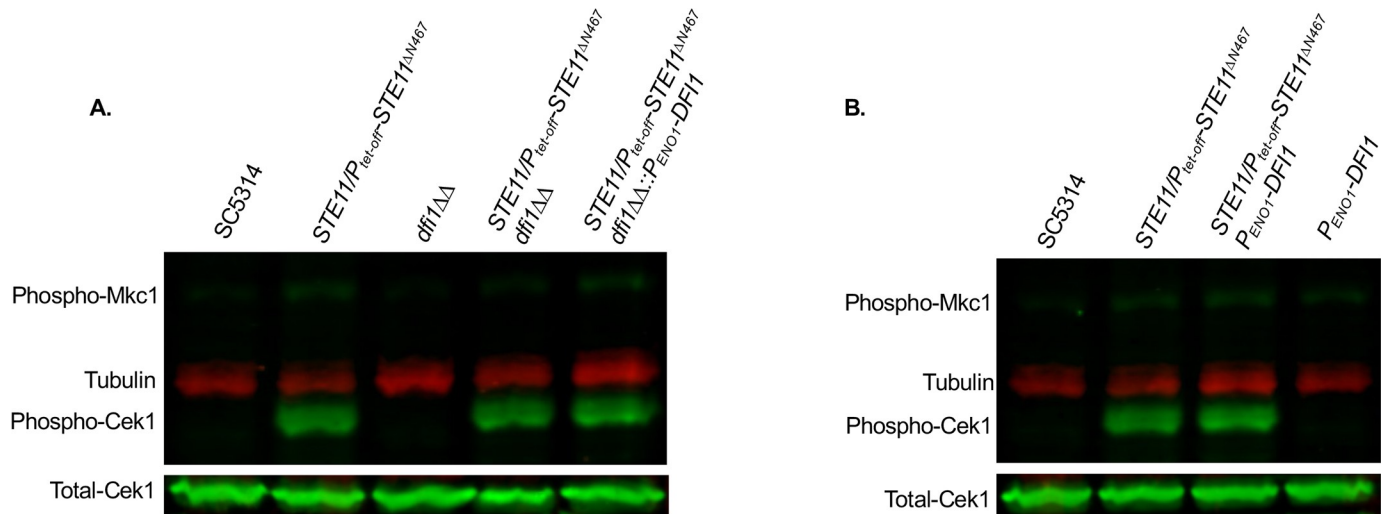 A.
SC5314
STE11/Ptet-off-STE11ΔN467
dfi1ΔΔ
STE11/Ptet-off-STE11ΔN467
dfi1ΔΔ
STE11/Ptet-off-STE11ΔN467
dfi1ΔΔ::PENO1-DFI1
Phospho-Mkc1
Tubulin
Phospho-Cek1
Total-Cek1
B.
SC5314
STE11/Ptet-off-STE11ΔN467
STE11/Ptet-off-STE11ΔN467
PENO1-DFI1
PENO1-DFI1
Phospho-Mkc1
Tubulin
Phospho-Cek1
Total-Cek1